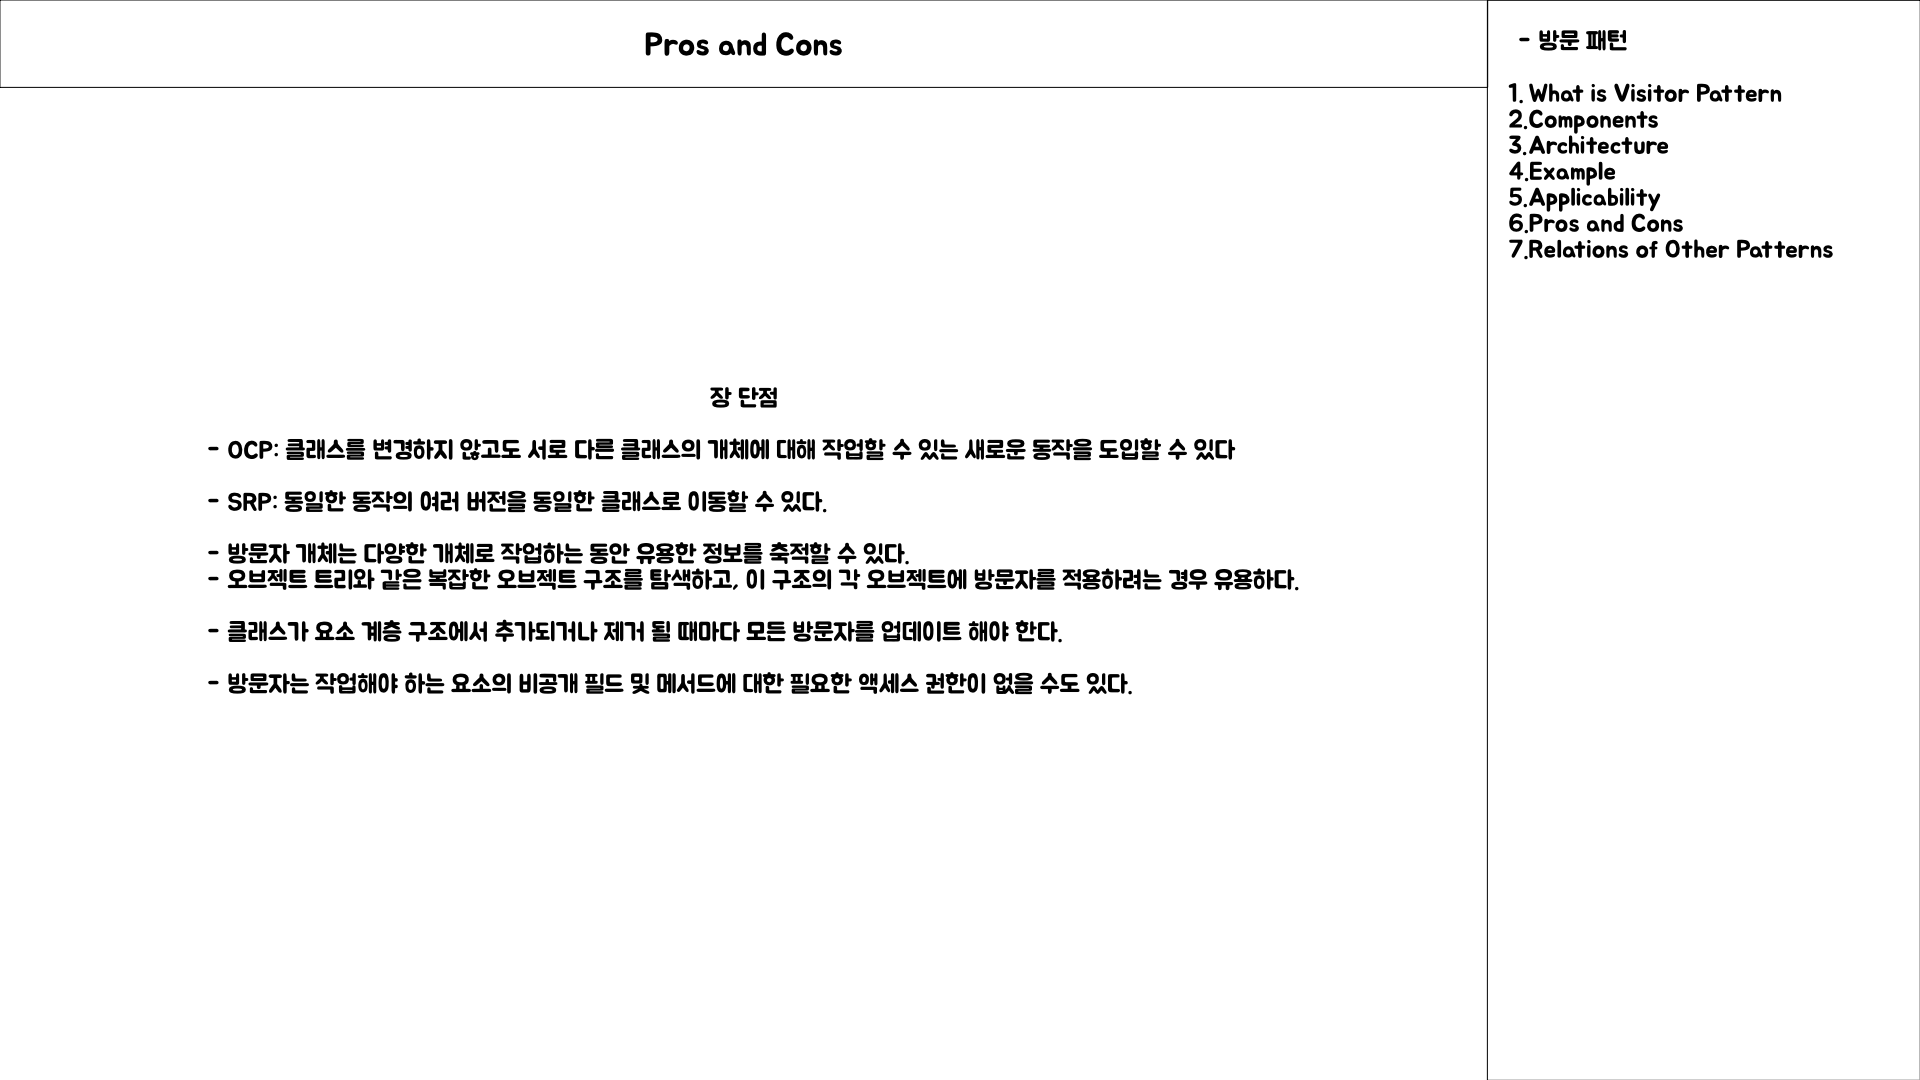 Pros and Cons
장 단점
- OCP: 클래스를 변경하지 않고도 서로 다른 클래스의 개체에 대해 작업할 수 있는 새로운 동작을 도입할 수 있다
- SRP: 동일한 동작의 여러 버전을 동일한 클래스로 이동할 수 있다.
- 방문자 개체는 다양한 개체로 작업하는 동안 유용한 정보를 축적할 수 있다.
- 오브젝트 트리와 같은 복잡한 오브젝트 구조를 탐색하고, 이 구조의 각 오브젝트에 방문자를 적용하려는 경우 유용하다.
- 클래스가 요소 계층 구조에서 추가되거나 제거 될 때마다 모든 방문자를 업데이트 해야 한다.
- 방문자는 작업해야 하는 요소의 비공개 필드 및 메서드에 대한 필요한 액세스 권한이 없을 수도 있다.
- 방문 패턴
1. What is Visitor Pattern
2.Components
3.Architecture
4.Example
5.Applicability
6.Pros and Cons
7.Relations of Other Patterns